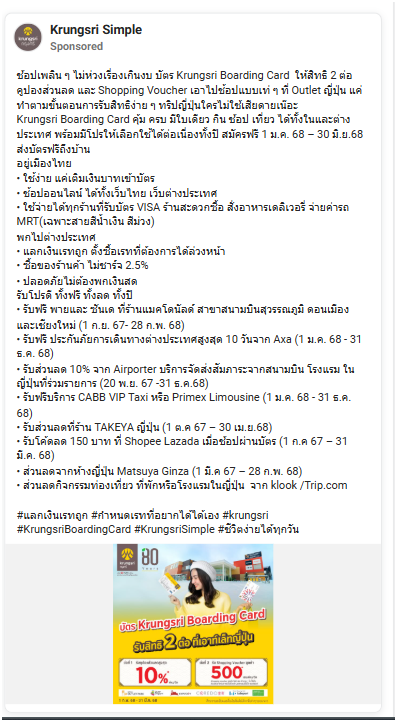 Krungsri Simple
Sponsored
ช้อปเพลิน ๆ ไม่ห่วงเรื่องเกินงบ บัตร Krungsri Boarding Card ให้สิทธิ 2 ต่อ
คูปองส่วนลด และ Shopping Voucher เอาไปช้อปแบบเท่ ๆ ที่ Outlet ญี่ปุ่น แค่
ทำตามขั้นตอนการรับสิทธิง่าย ๆ ทริปญี่ปุ่นใครไม่ใช้เสียดายเน้อะ
Krungsri Boarding Card คุ้ม ครบ มีใบเดียว กิน ช้อป เที่ยว ได้ทั้งในและต่าง
ประเทศ พร้อมมีโปรให้เลือกใช้ได้ต่อเนื่องทั้งปี สมัครฟรี 1 ม.ค. 68 – 30 มิ.ย.68
ส่งบัตรฟรีถึงบ้าน
อยู่เมืองไทย
• ใช้ง่าย แค่เติมเงินบาทเข้าบัตร
• ช้อปออนไลน์ ได้ทั้งเว็บไทย เว็บต่างประเทศ
• ใช้จ่ายได้ทุกร้านที่รับบัตร VISA ร้านสะดวกซื้อ สั่งอาหารเดลิเวอรี่ จ่ายค่ารถ
MRT(เฉพาะสายสีน้ำเงิน สีม่วง)
พกไปต่างประเทศ
• แลกเงินเรทถูก ตั้งซื้อเรทที่ต้องการได้ล่วงหน้า
• ซื้อของร้านค้า ไม่ชาร์จ 2.5%
• ปลอดภัยไม่ต้องพกเงินสด
รับโปรดี ทั้งฟรี ทั้งลด ทั้งปี
• รับฟรี พายและ ซันเด ที่ร้านแมคโดนัลด์ สาขาสนามบินสุวรรณภูมิ ดอนเมือง
และเชียงใหม่ (1 ก.ย. 67- 28 ก.พ. 68)
• รับฟรี ประกันภัยการเดินทางต่างประเทศสูงสุด 10 วันจาก Axa (1 ม.ค. 68 - 31
ธ.ค. 68)
• รับส่วนลด 10% จาก Airporter บริการจัดส่งสัมภาระจากสนามบิน โรงแรม ใน
ญี่ปุ่นที่ร่วมรายการ (20 พ.ย. 67 -31 ธ.ค.68)
• รับฟรีบริการ CABB VIP Taxi หรือ Primex Limousine (1 ม.ค. 68 - 31 ธ.ค.
68)
• รับส่วนลดที่ร้าน TAKEYA ญี่ปุ่น (1 ต.ค 67 – 30 เม.ย.68)
• รับโค้ดลด 150 บาท ที่ Shopee Lazada เมื่อช้อปผ่านบัตร (1 ก.ค 67 – 31
มี.ค. 68)
• ส่วนลดจากห้างญี่ปุ่น Matsuya Ginza (1 มี.ค 67 – 28 ก.พ. 68)
• ส่วนลดกิจกรรมท่องเที่ยว ที่พักหรือโรงแรมในญี่ปุ่น จาก klook /Trip.com
#แลกเงินเรทถูก #กำหนดเรทที่อยากได้ได้เอง #krungsri
#KrungsriBoardingCard #KrungsriSimple #ชีวิตง่ายได้ทุกวัน
krungsri
80
บัตร Krungsri Boarding Card
รับสิทธิ 2 ต่อ ที่เอาท์เล็ทญี่ปุ่น
10%
500